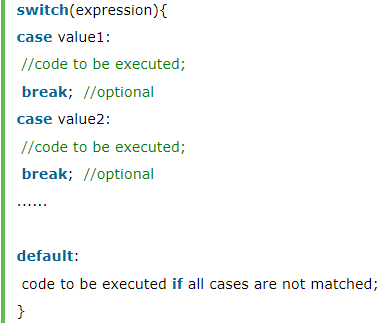 switch(expression){
case value1:
//code to be executed;
break; //optional
case value2:
//code to be executed;
break; //optional
......
default:
code to be executed if all cases are not matched;
}